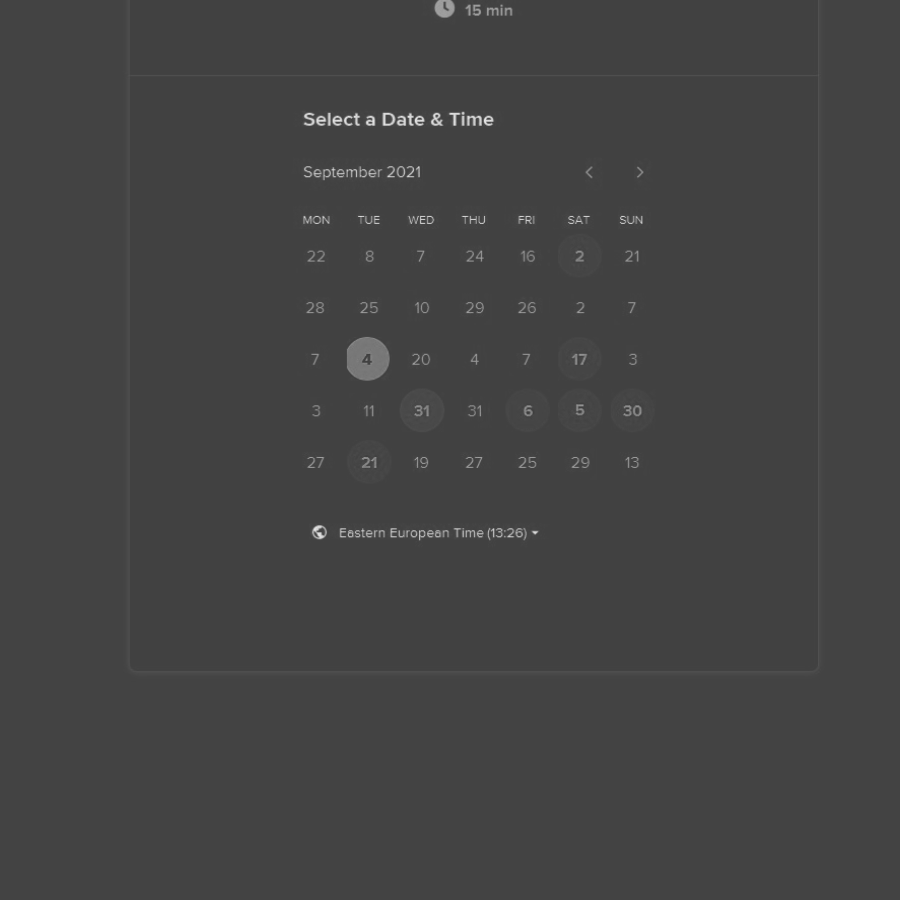 15 min
Select a Date & Time
September 2021
MON TUE WED THU FRI SAT SUN
22 8 7 24 16 2 21
28 25 10 29 26 2 7
7 4 20 4 7 17 3
3 11 31 31 6 5 30
27 21 19 27 25 29 13
Eastern European Time (13:26)